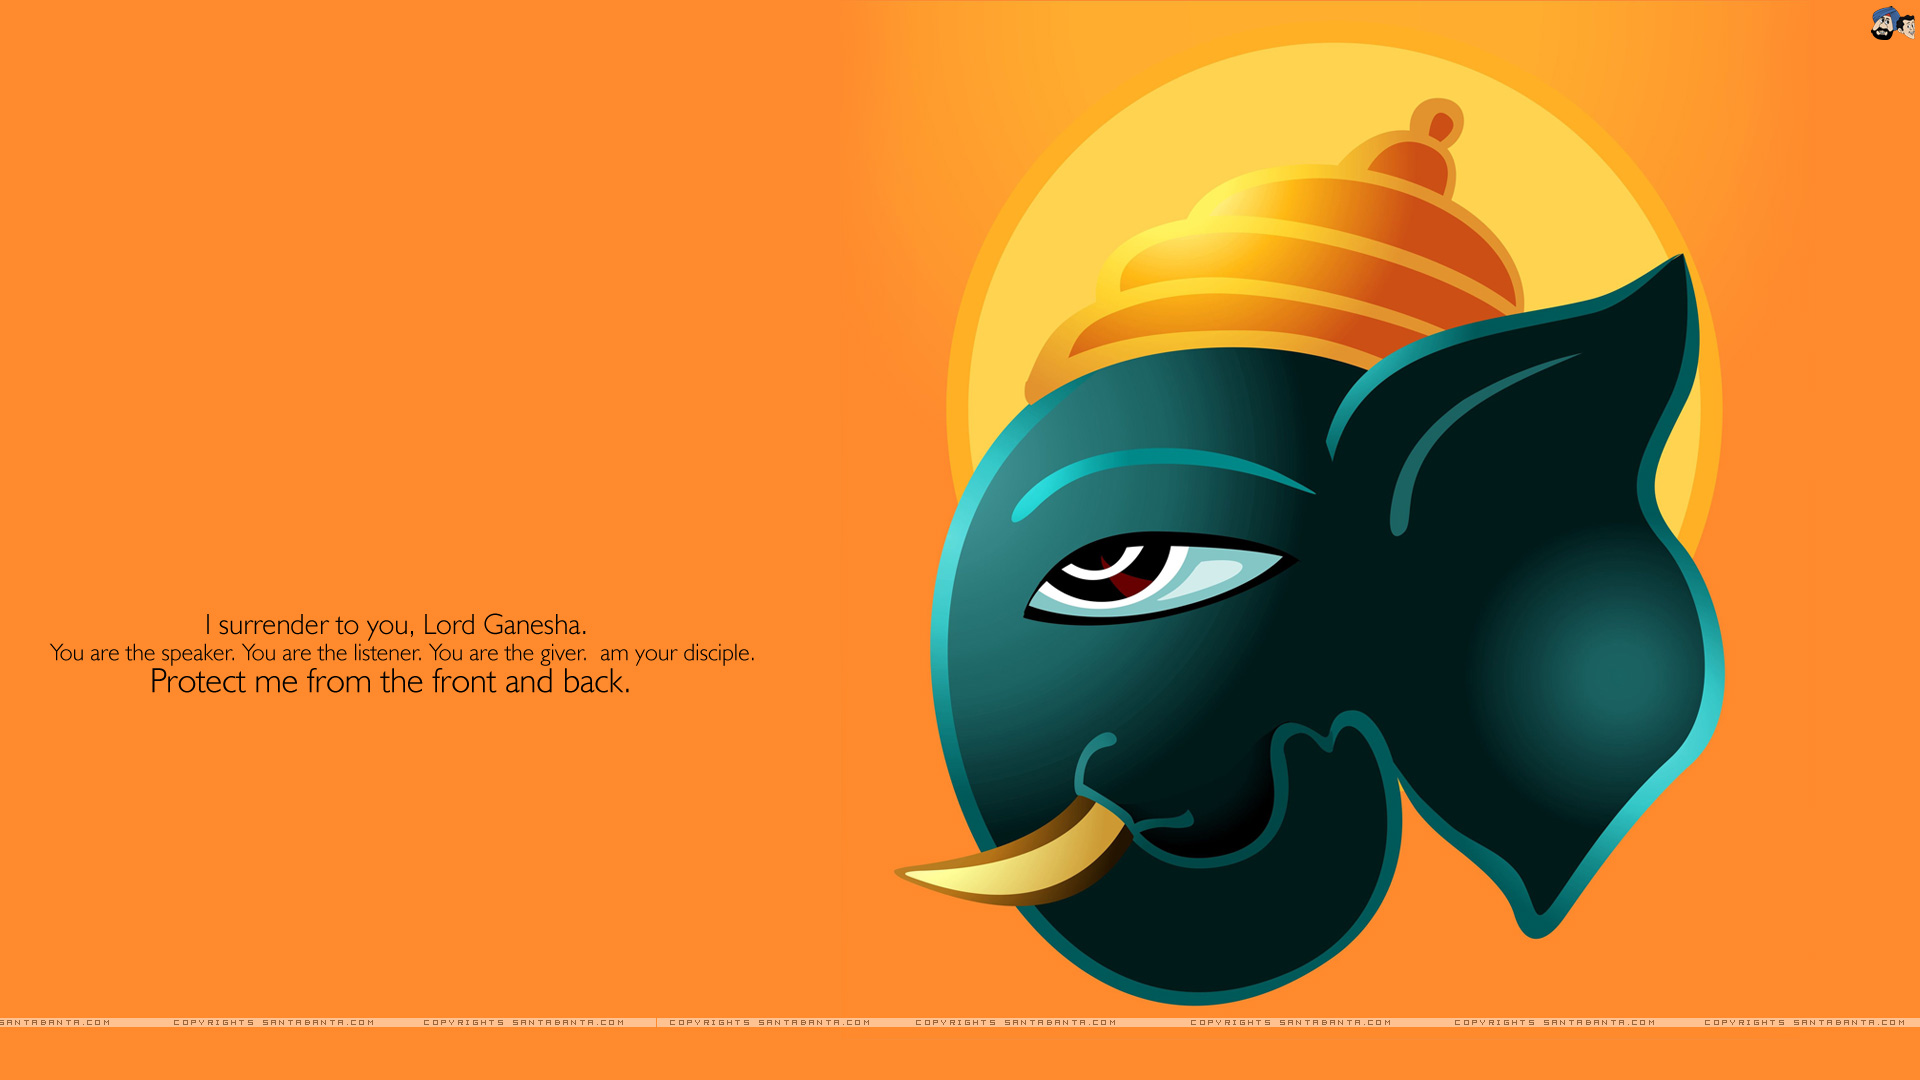 I surrender to you, Lord Ganesha.
You are the speaker. You are the listener. You are the giver.  am your disciple.
Protect me from the front and back.
SANTABANTA.COM COPYRIGHTS SANTABANTA.COM COPYRIGHTS SANTABANTA.COM COPYRIGHTS SANTABANTA.COM COPYRIGHTS SANTABANTA.COM COPYRIGHTS SANTABANTA.COM COPYRIGHTS SANTABANTA.COM COPYRIGHTS SANTABANTA.COM